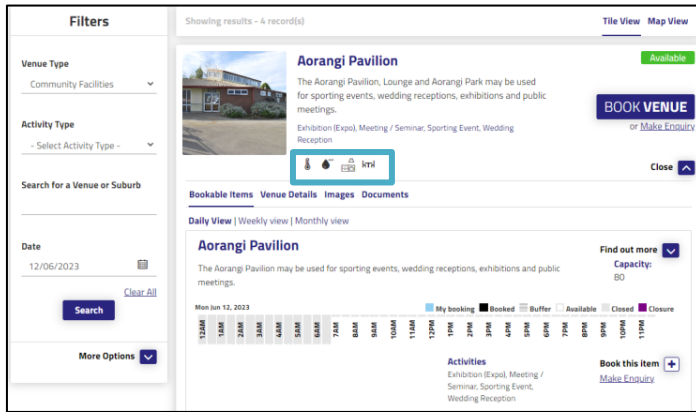 Filters
Venue Type
Community Facilities
Activity Type
- Select Activity Type -
Search for a Venue or Suburb
Date
12/06/2023
Clear All
Search
More Options
Showing results - 4 record(s)
Tile View Map View
Aorangi Pavilion
Available
The Aorangi Pavilion, Lounge and Aorangi Park may be used
for sporting events, wedding receptions, exhibitions and public
meetings.
Exhibition (Expo), Meeting / Seminar, Sporting Event, Wedding
Reception
BOOK VENUE
or Make Enquiry
Close
Bookable Items Venue Details Images Documents
Daily View | Weekly view | Monthly view
Aorangi Pavilion
The Aorangi Pavilion may be used for sporting events, wedding receptions, exhibitions and public
meetings.
Find out more
Capacity:
80
Mon Jun 12, 2023
My booking Booked Buffer Available Closed Closure
12AM 1AM 2AM 3AM 4AM 5AM 6AM 7AM 8AM 9AM 10AM 11AM 12PM 1PM 2PM 3PM 4PM 5PM 6PM 7PM 8PM 9PM 10PM 11PM
Activities
Exhibition (Expo), Meeting /
Seminar, Sporting Event,
Wedding Reception
Book this item
Make Enquiry